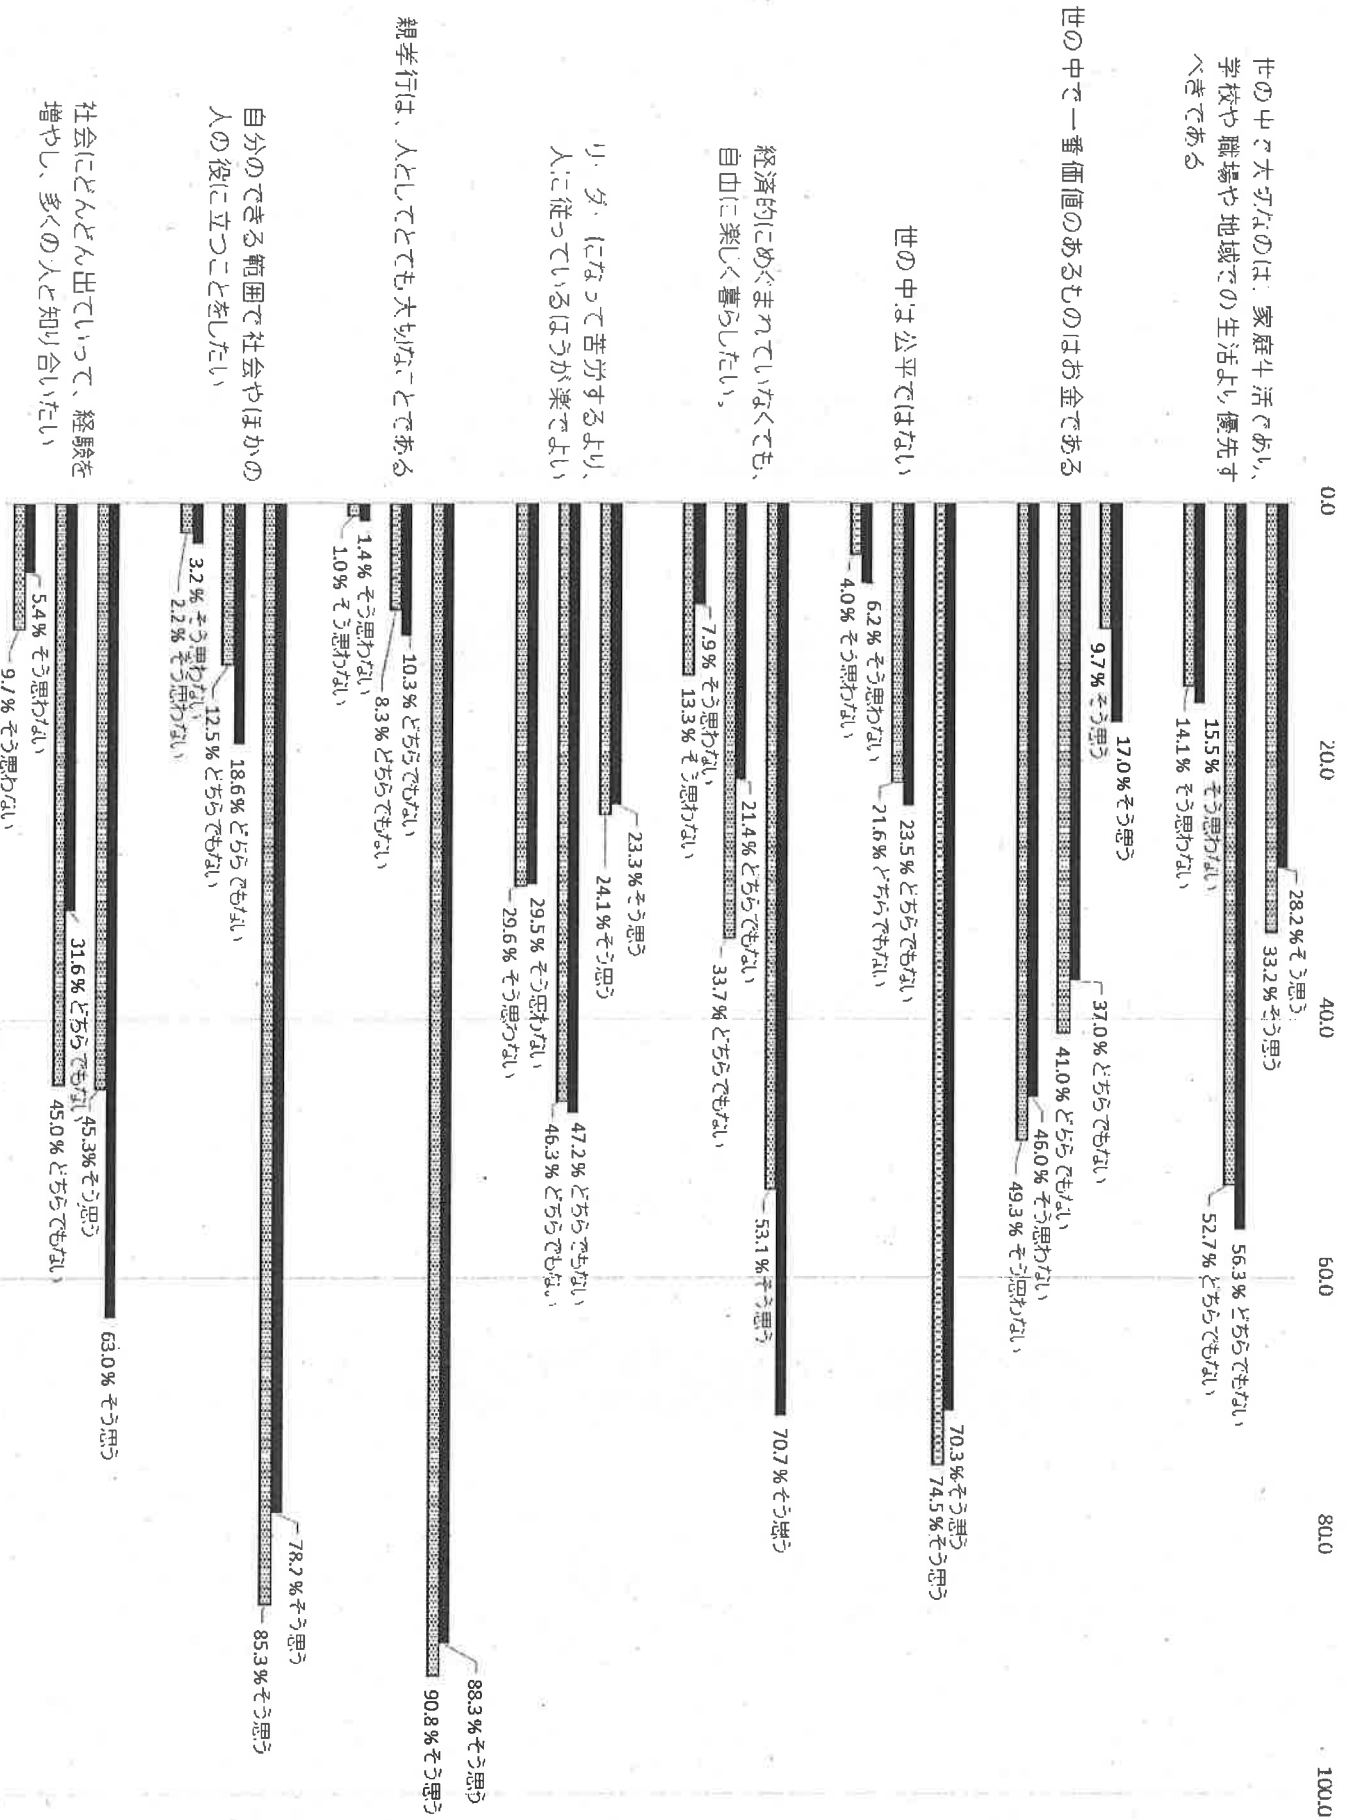 0.0 20.0 40.0 60.0 80.0 100.0
世の中で大切なのは、家庭生活であり、
学校や職場や地域での生活より優先す
べきである
28.2%そう思う
33.2%そう思う
56.3%どちらでもない
52.7%どちらでもない
15.5% そう思わない
14.1% そう思わない
世の中で一番価値のあるものはお金である
17.0%そう思う
9.7% そう思う
37.0%どちらでもない
41.0%どちらでもない
46.0%そう思わない
49.3%そう思わない
世の中は公平ではない
70.3%そう思う
74.5%そう思う
23.5%どちらでもない
21.6%どちらでもない
6.2% そう思わない
4.0% そう思わない
経済的にめぐまれていなくても、
自由に楽しく暮らしたい。
70.7%そう思う
53.1%そう思う
21.4%どちらでもない
33.7%どちらでもない
7.9% そう思わない
13.3% そう思わない
リーダーになって苦労するより、
人に従っているほうが楽でよい
23.3%そう思う
24.1%そう思う
47.2%どちらでもない
46.3%どちらでもない
29.5% そう思わない
29.6% そう思わない
親孝行は、人としてとても大切なことである
88.3%そう思う
90.8%そう思う
10.3%どちらでもない
8.3%どちらでもない
1.4% そう思わない
1.0% そう思わない
自分のできる範囲で社会やほかの
人の役に立つことをしたい
78.2%そう思う
85.3%そう思う
18.6%どちらでもない
12.5%どちらでもない
3.2% そう思わない
2.2% そう思わない
社会にどんどん出ていって、経験を
増やし、多くの人と知り合いたい
63.0%そう思う
45.3%そう思う
31.6%どちらでもない
45.0%どちらでもない
5.4% そう思わない
9.7% そう思わない